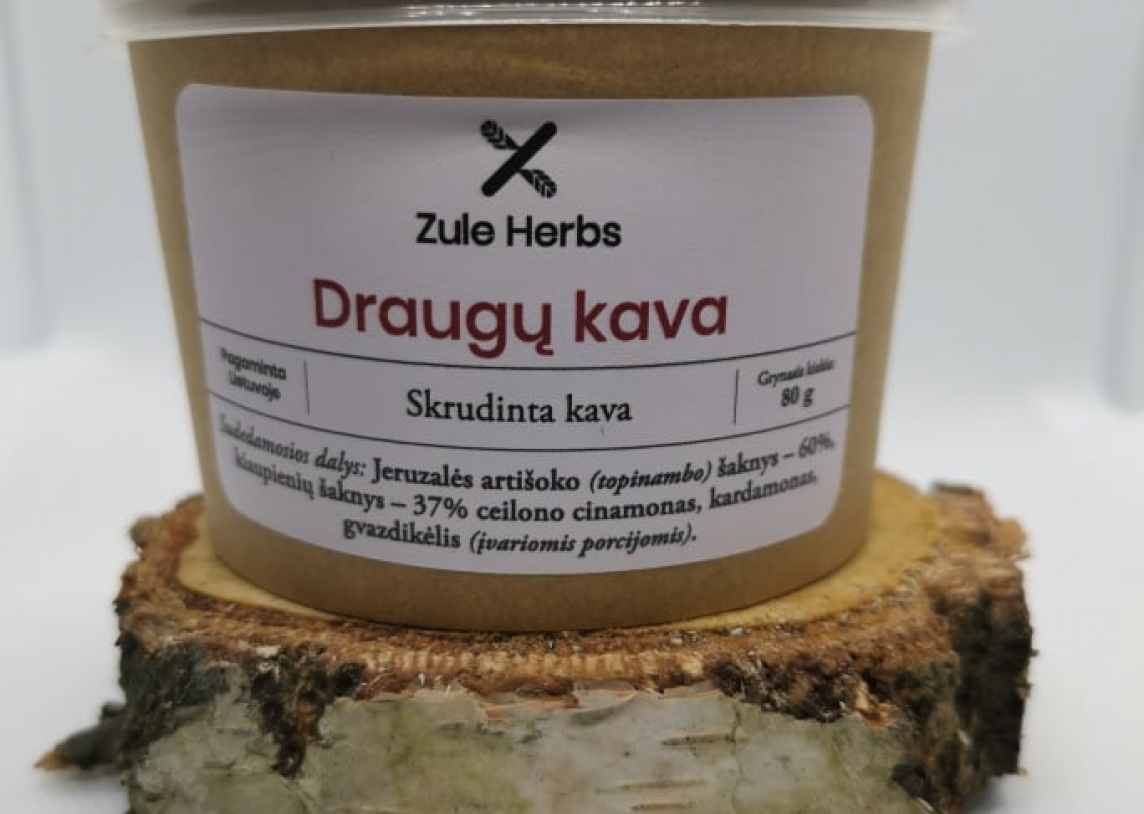 Zule Herbs
Draugų kava
Pagaminta
Lietuvoje
Skrudinta kava
Grynasis kiekis:
80 g
Sudedamosios dalys: Jeruzalės artišoko (topinambo) šaknys – 60%,
kiaupienių šaknys – 37% ceilono cinamonas, kardamonas,
gvazdikėlis (įvariomis porcijomis).